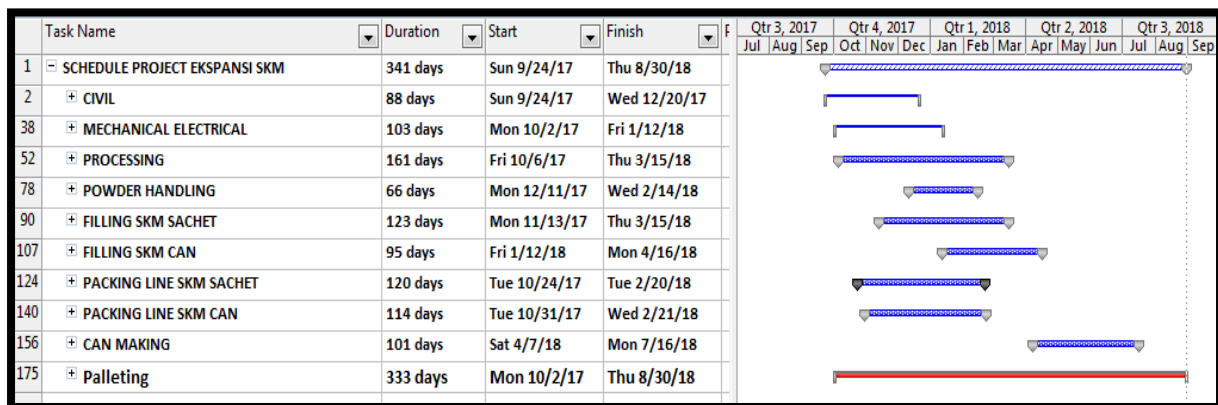 Task Name Duration Start Finish F Qtr 3, 2017 Qtr 4, 2017 Qtr 1, 2018 Qtr 2, 2018 Qtr 3, 2018
Jul Aug Sep Oct Nov Dec Jan Feb Mar Apr May Jun Jul Aug Sep
1 SCHEDULE PROJECT EKSPANSI SKM 341 days Sun 9/24/17 Thu 8/30/18
2 CIVIL 88 days Sun 9/24/17 Wed 12/20/17
38 MECHANICAL ELECTRICAL 103 days Mon 10/2/17 Fri 1/12/18
52 PROCESSING 161 days Fri 10/6/17 Thu 3/15/18
78 POWDER HANDLING 66 days Mon 12/11/17 Wed 2/14/18
90 FILLING SKM SACHET 123 days Mon 11/13/17 Thu 3/15/18
107 FILLING SKM CAN 95 days Fri 1/12/18 Mon 4/16/18
124 PACKING LINE SKM SACHET 120 days Tue 10/24/17 Tue 2/20/18
140 PACKING LINE SKM CAN 114 days Tue 10/31/17 Wed 2/21/18
156 CAN MAKING 101 days Sat 4/7/18 Mon 7/16/18
175 Palleting 333 days Mon 10/2/17 Thu 8/30/18